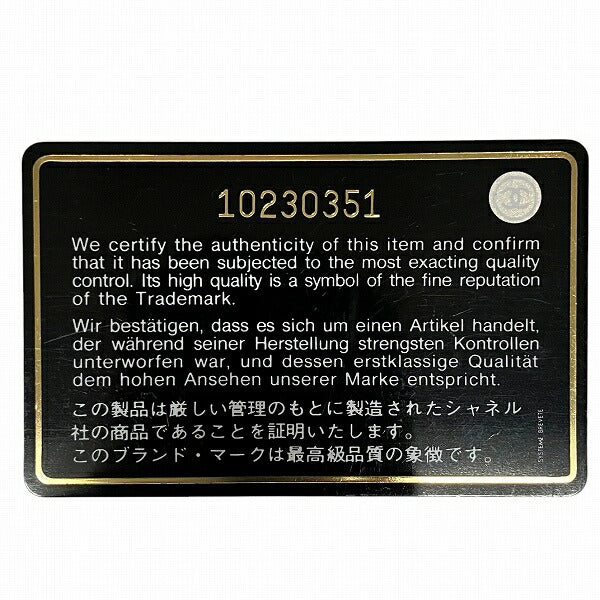 10230351
We certify the authenticity of this item and confirm
that it has been subjected to the most exacting quality
control. Its high quality is a symbol of the fine reputation
of the Trademark.
Wir bestätigen, dass es sich um einen Artikel handelt,
der während seiner Herstellung strengsten Kontrollen
unterworfen war, und dessen erstklassige Qualität
dem hohen Ansehen unserer Marke entspricht.
この製品は厳しい管理のもとに製造されたシャネル
社の商品であることを証明いたします。
このブランド・マークは最高級品質の象徴です。
SYSTEME BREVETE